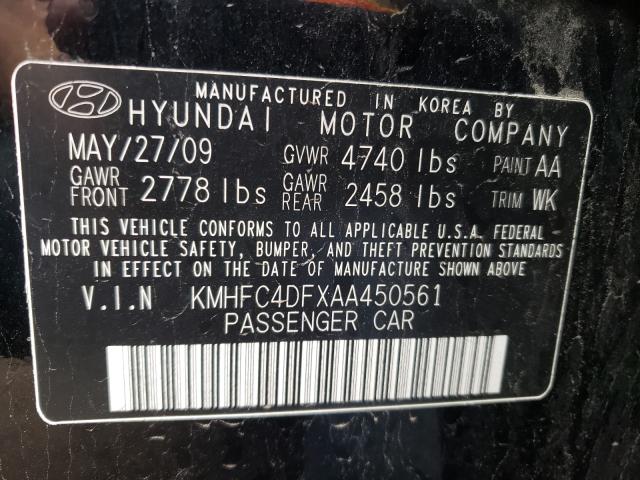 MANUFACTURED IN KOREA BY
HYUNDAI MOTOR COMPANY
MAY/27/09 GVWR 4740 lbs PAINT AA
GAWR FRONT 2778 lbs GAWR REAR 2458 lbs TRIM WK
THIS VEHICLE CONFORMS TO ALL APPLICABLE U.S.A. FEDERAL
MOTOR VEHICLE SAFETY, BUMPER, AND THEFT PREVENTION STANDARDS
IN EFFECT ON THE DATE OF MANUFACTURE SHOWN ABOVE
V.I.N KMHFC4DFXAA450561
PASSENGER CAR